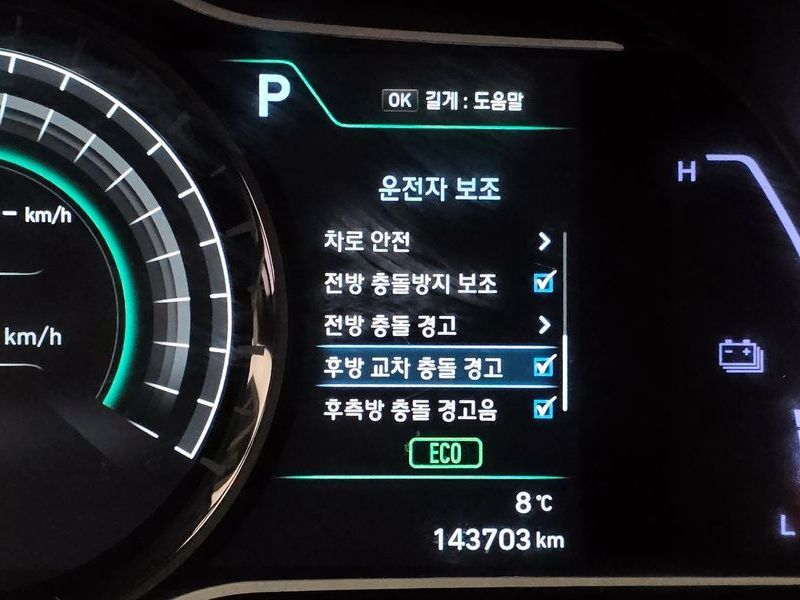 P
OK 길게 : 도움말
H
운전자 보조
- km/h
차로 안전
전방 충돌방지 보조
전방 충돌 경고
km/h
후방 교차 충돌 경고
후측방 충돌 경고음
ECO
8℃
L
143703 km